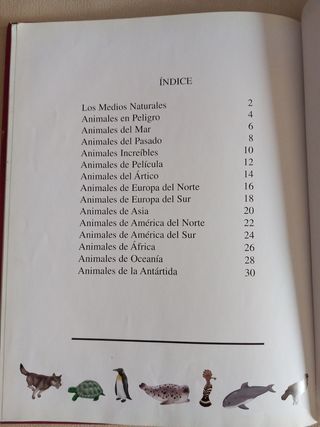 ÍNDICE
Los Medios Naturales 2
Animales en Peligro 4
Animales del Mar 6
Animales del Pasado 8
Animales Increíbles 10
Animales de Película 12
Animales del Ártico 14
Animales de Europa del Norte 16
Animales de Europa del Sur 18
Animales de Asia 20
Animales de América del Norte 22
Animales de América del Sur 24
Animales de África 26
Animales de Oceanía 28
Animales de la Antártida 30